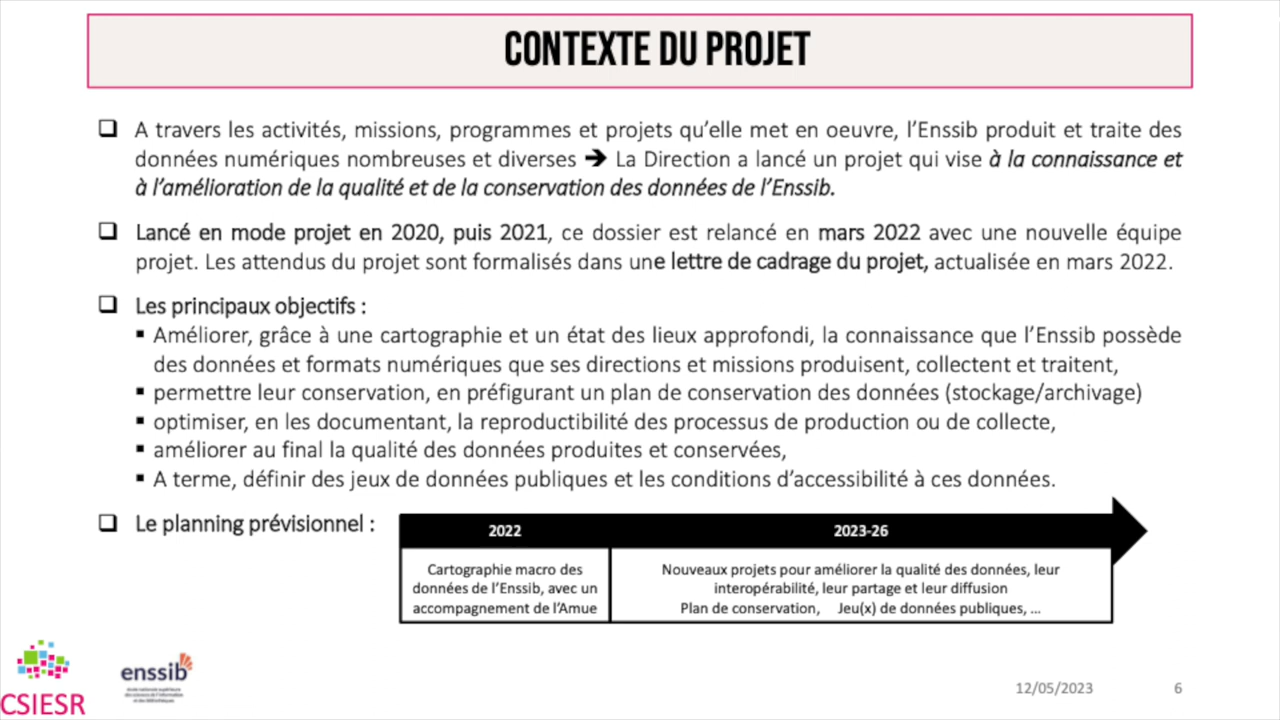 CONTEXTE DU PROJET
A travers les activités, missions, programmes et projets qu'elle met en oeuvre, l'Enssib produit et traite des
données numériques nombreuses et diverses ➔ La Direction a lancé un projet qui vise à la connaissance et
à l'amélioration de la qualité et de la conservation des données de l'Enssib.
Lancé en mode projet en 2020, puis 2021, ce dossier est relancé en mars 2022 avec une nouvelle équipe
projet. Les attendus du projet sont formalisés dans une lettre de cadrage du projet, actualisée en mars 2022.
Les principaux objectifs :
▪ Améliorer, grâce à une cartographie et un état des lieux approfondi, la connaissance que l'Enssib possède
des données et formats numériques que ses directions et missions produisent, collectent et traitent,
▪ permettre leur conservation, en préfigurant un plan de conservation des données (stockage/archivage)
▪ optimiser, en les documentant, la reproductibilité des processus de production ou de collecte,
▪ améliorer au final la qualité des données produites et conservées,
▪ A terme, définir des jeux de données publiques et les conditions d'accessibilité à ces données.
Le planning prévisionnel :
2022
Cartographie macro des
données de l'Enssib, avec un
accompagnement de l'Amue
2023-26
Nouveaux projets pour améliorer la qualité des données, leur
interopérabilité, leur partage et leur diffusion
Plan de conservation, Jeu(x) de données publiques, ...
CSIESR
enssib
école nationale supérieure
des sciences de l'information
et des bibliothèques
12/05/2023
6